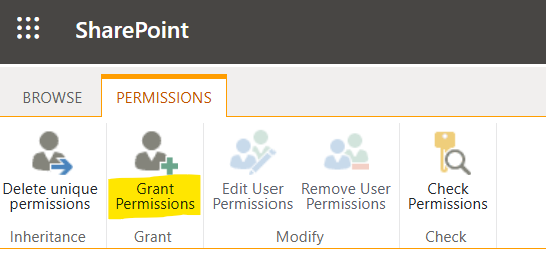 SharePoint
BROWSE PERMISSIONS
Delete unique Grant Edit User Remove User Check
permissions Permissions Permissions Permissions Permissions
Inheritance Grant Modify Check